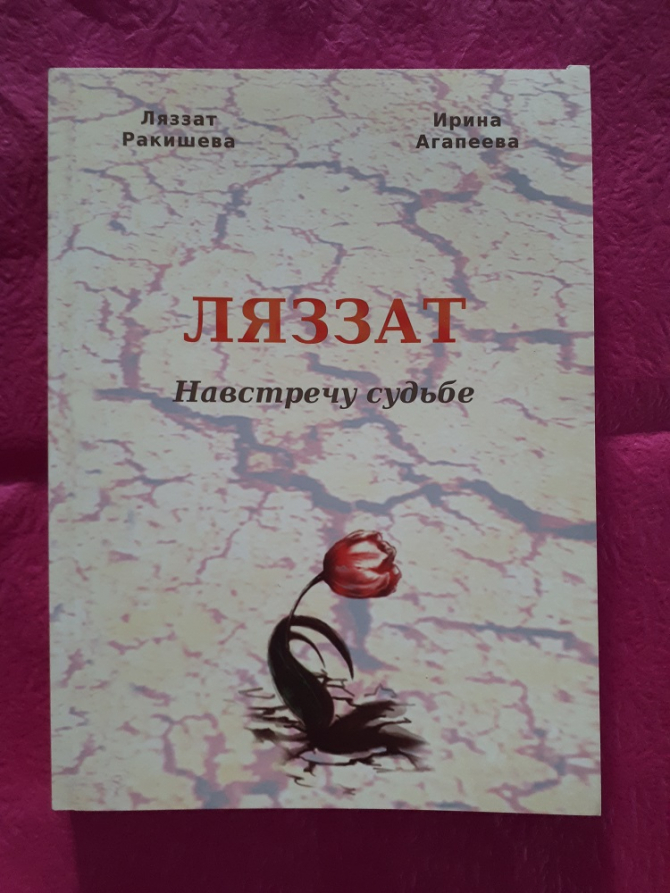 Ляззат
Ракишева
Ирина
Агапеева
ЛЯЗЗАТ
Навстречу судьбе